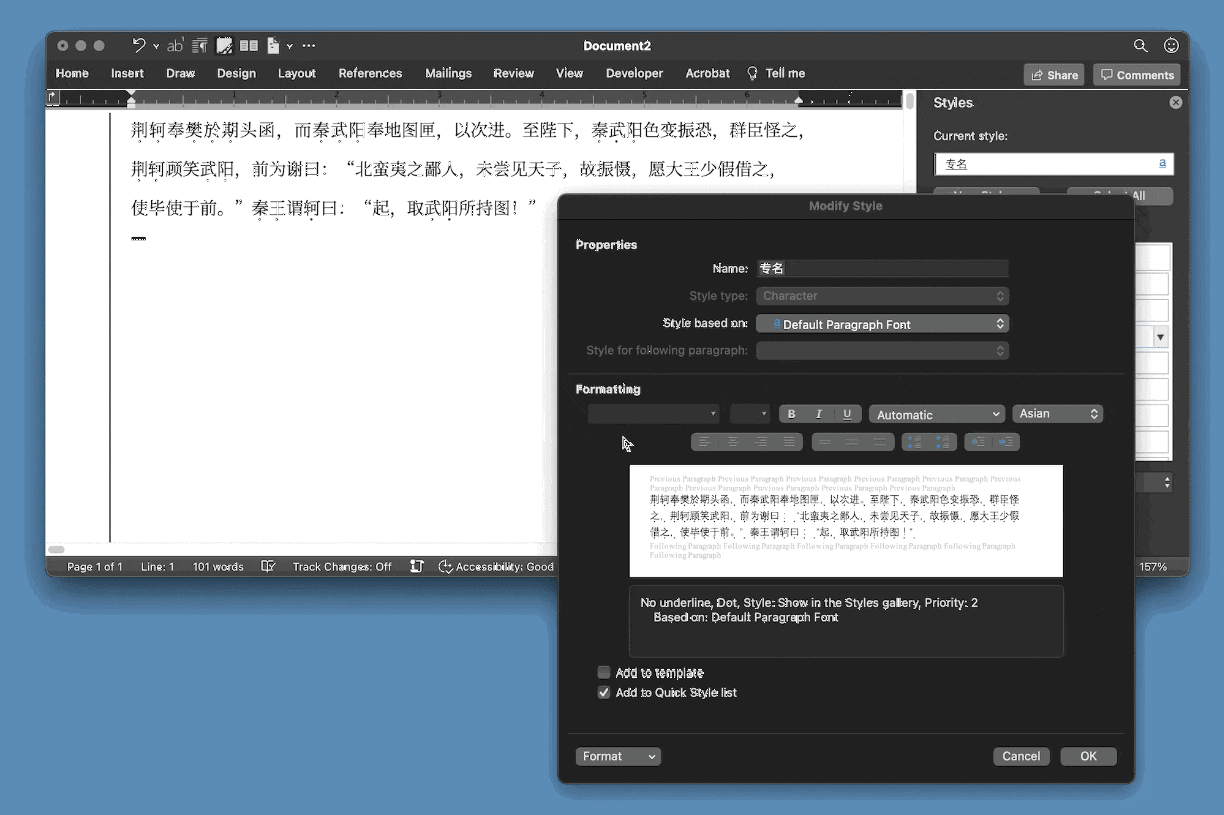 Document2
Home Insert Draw Design Layout References Mailings Review View Developer Acrobat Tell me
Share Comments
1 2 3 4 5 6
荆轲奉樊於期头函，而秦武阳奉地图匣，以次进。至陛下，秦武阳色变振恐，群臣怪之，
荆轲顾笑武阳，前为谢曰：“北蛮夷之鄙人，未尝见天子，故振慑，愿大王少假借之，
使毕使于前。”秦王谓轲曰：“起，取武阳所持图！”
Styles
Current style:
专名 a
All
Modify Style
Properties
Name: 专名
Style type: Character
Style based on: a Default Paragraph Font
Style for following paragraph:
Formatting
B I U Automatic Asian
Previous Paragraph Previous Paragraph Previous Paragraph Previous Paragraph Previous Paragraph Previous
Paragraph Previous Paragraph Previous Paragraph Previous Paragraph Previous Paragraph
荆轲奉樊於期头函，而秦武阳奉地图匣，以次进。至陛下，秦武阳色变振恐，群臣怪
之，荆轲顾笑武阳，前为谢曰：“北蛮夷之鄙人，未尝见天子，故振慑，愿大王少假
借之，使毕使于前。”秦王谓轲曰：“起，取武阳所持图！”
Following Paragraph Following Paragraph Following Paragraph Following Paragraph Following Paragraph
Following Paragraph
No underline, Dot, Style: Show in the Styles gallery, Priority: 2
Based on: Default Paragraph Font
Add to template
Add to Quick Style list
Format Cancel OK
Page 1 of 1 Line: 1 101 words Track Changes: Off Accessibility: Good 157%